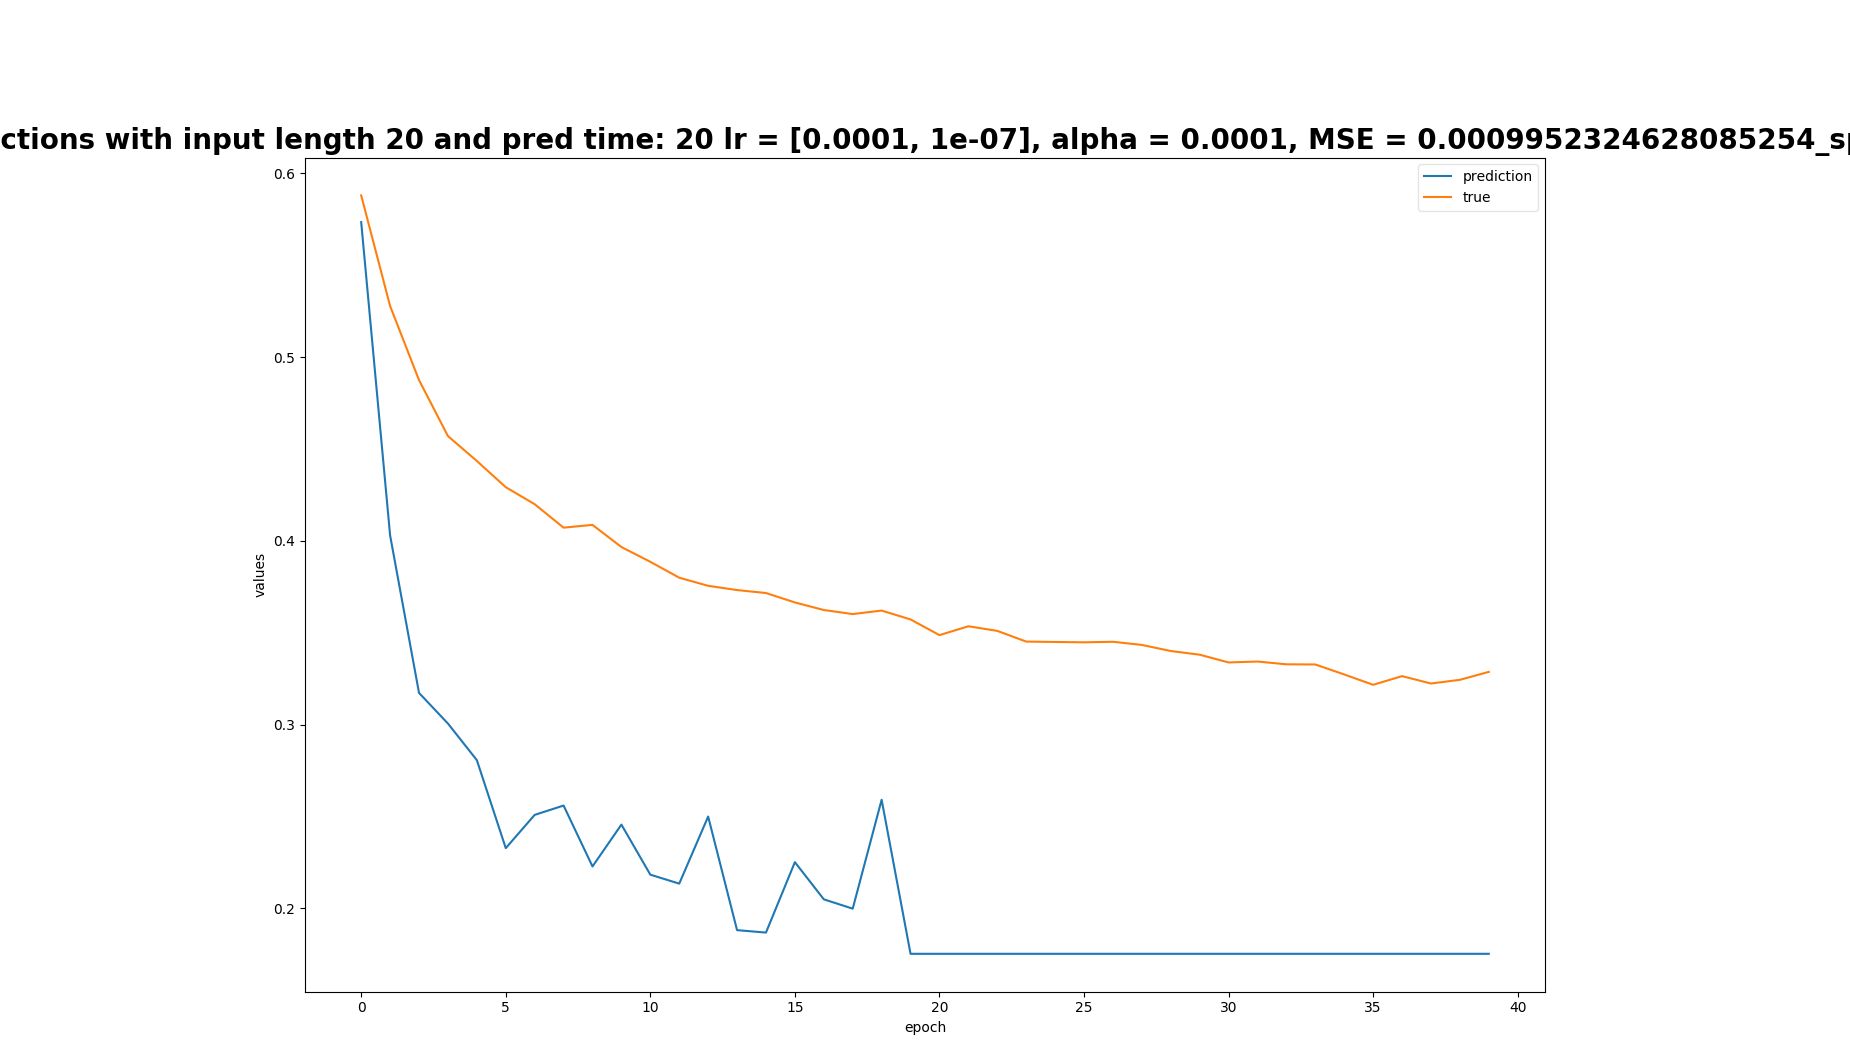 ctions with input length 20 and pred time: 20 lr = [0.0001, 1e-07], alpha = 0.0001, MSE = 0.0009952324628085254_sp
prediction
true
0.6
0.5
0.4
0.3
0.2
values
0 5 10 15 20 25 30 35 40
epoch